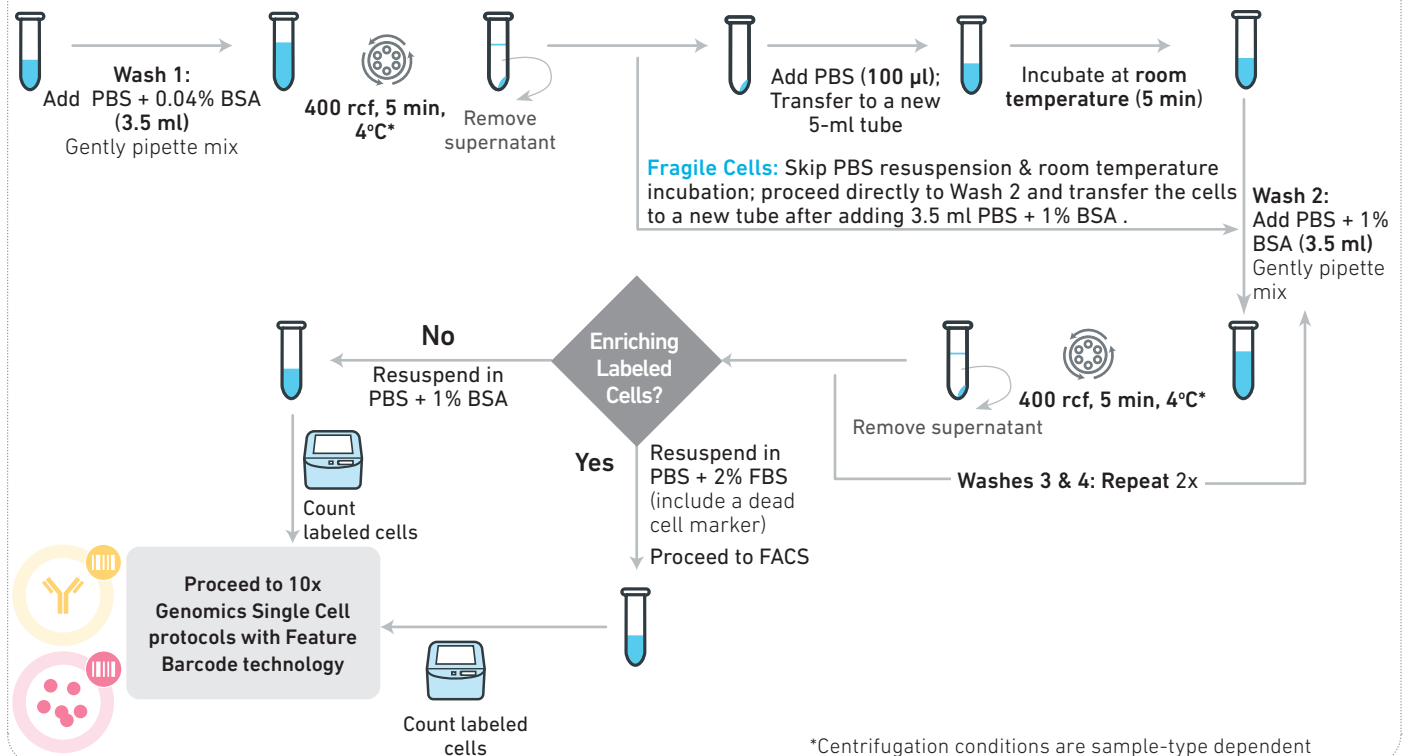 Wash 1:
Add PBS + 0.04% BSA
(3.5 ml)
Gently pipette mix
400 rcf, 5 min,
4ºC*
Remove
supernatant
Add PBS (100 µl);
Transfer to a new
5-ml tube
Incubate at room
temperature (5 min)
Fragile Cells: Skip PBS resuspension & room temperature
incubation; proceed directly to Wash 2 and transfer the cells
to a new tube after adding 3.5 ml PBS + 1% BSA .
Wash 2:
Add PBS + 1%
BSA (3.5 ml)
Gently pipette
mix
400 rcf, 5 min, 4ºC*
Remove supernatant
Washes 3 & 4: Repeat 2x
Enriching
Labeled
Cells?
No
Resuspend in
PBS + 1% BSA
Count
labeled cells
Yes
Resuspend in
PBS + 2% FBS
(include a dead
cell marker)
Proceed to FACS
Count labeled
cells
Proceed to 10x
Genomics Single Cell
protocols with Feature
Barcode technology
*Centrifugation conditions are sample-type dependent